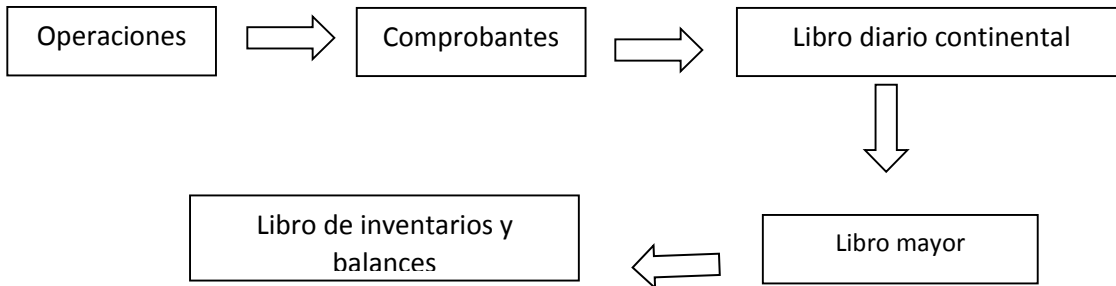 Operaciones
Comprobantes
Libro diario continental
Libro mayor
Libro de inventarios y
balances